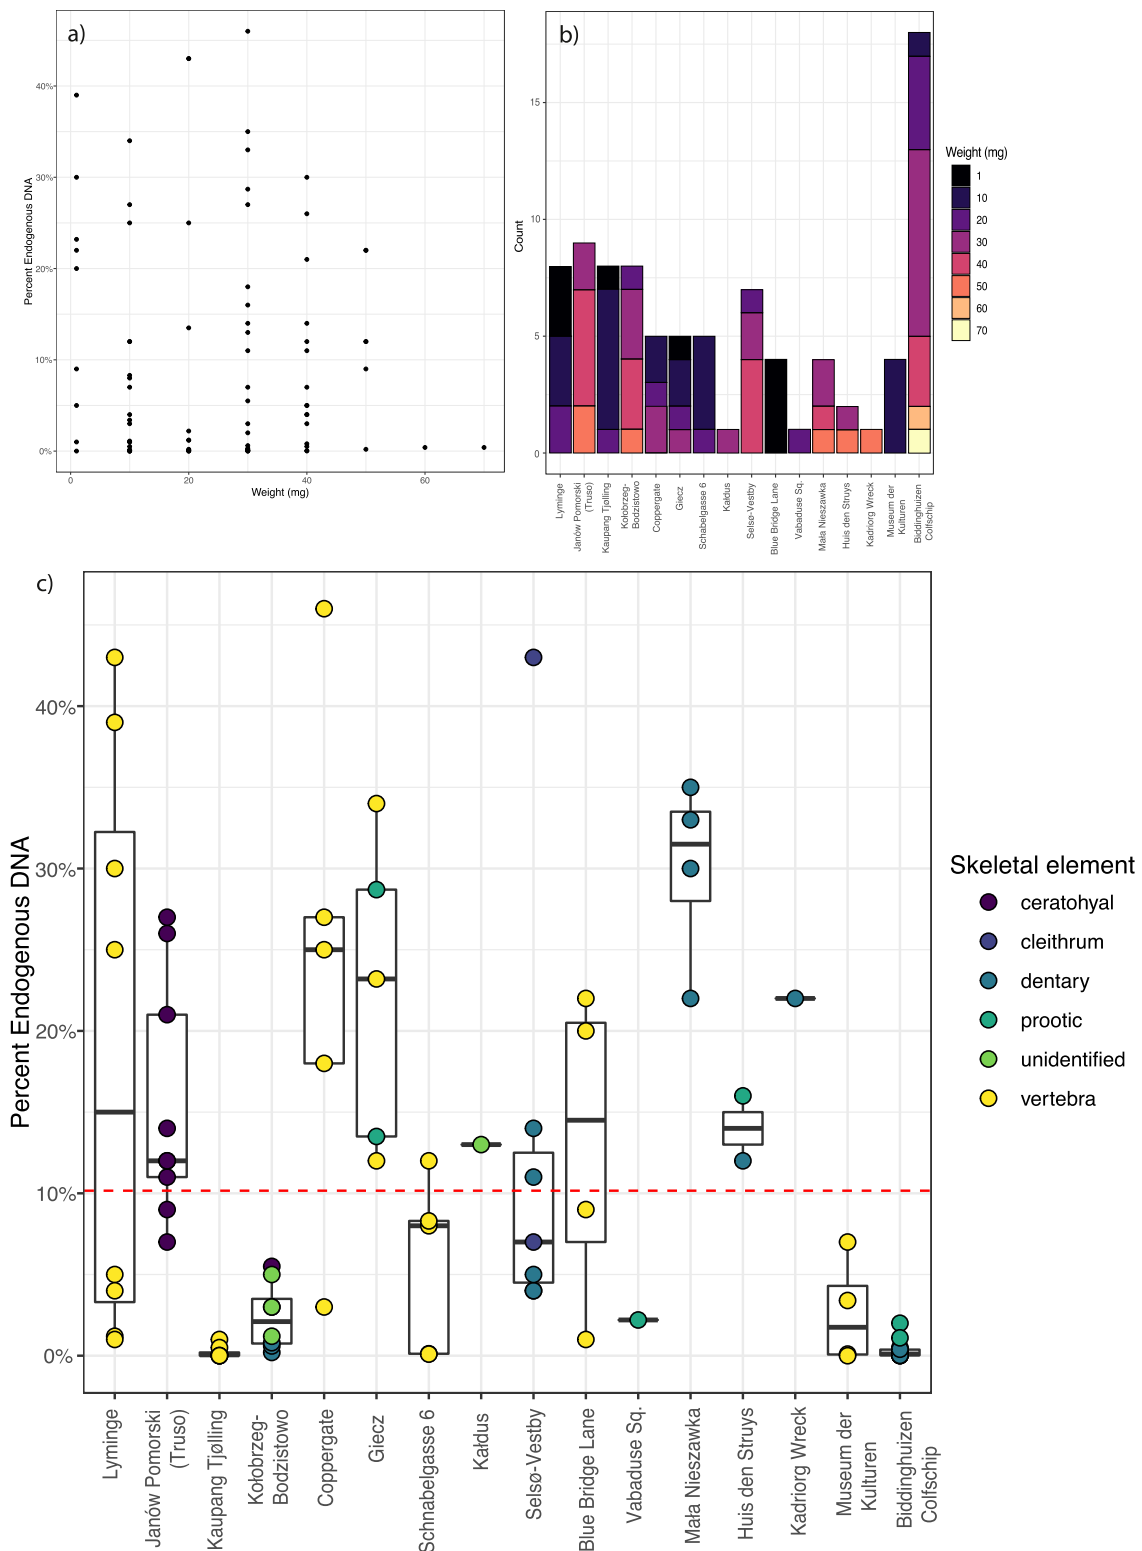 a)
Percent Endogenous DNA
40%
30%
20%
10%
0%
0
20
40
60
Weight (mg)
b)
Count
15
10
5
0
Lyminge
Janów Pomorski
(Truso)
Kaupang Tjølling
Kołobrzeg-
Bodzistowo
Coppergate
Giecz
Schabelgasse 6
Kałdus
Selsø-Vestby
Blue Bridge Lane
Vabaduse Sq.
Mała Nieszawka
Huis den Struys
Kadriorg Wreck
Museum der
Kulturen
Biddinghuizen
Colfschip
Weight (mg)
1
10
20
30
40
50
60
70
c)
Percent Endogenous DNA
40%
30%
20%
10%
0%
Lyminge
Janów Pomorski
(Truso)
Kaupang Tjølling
Kołobrzeg-
Bodzistowo
Coppergate
Giecz
Schnabelgasse 6
Kałdus
Selsø-Vestby
Blue Bridge Lane
Vabaduse Sq.
Mała Nieszawka
Huis den Struys
Kadriorg Wreck
Museum der
Kulturen
Biddinghuizen
Colfschip
Skeletal element
ceratohyal
cleithrum
dentary
prootic
unidentified
vertebra